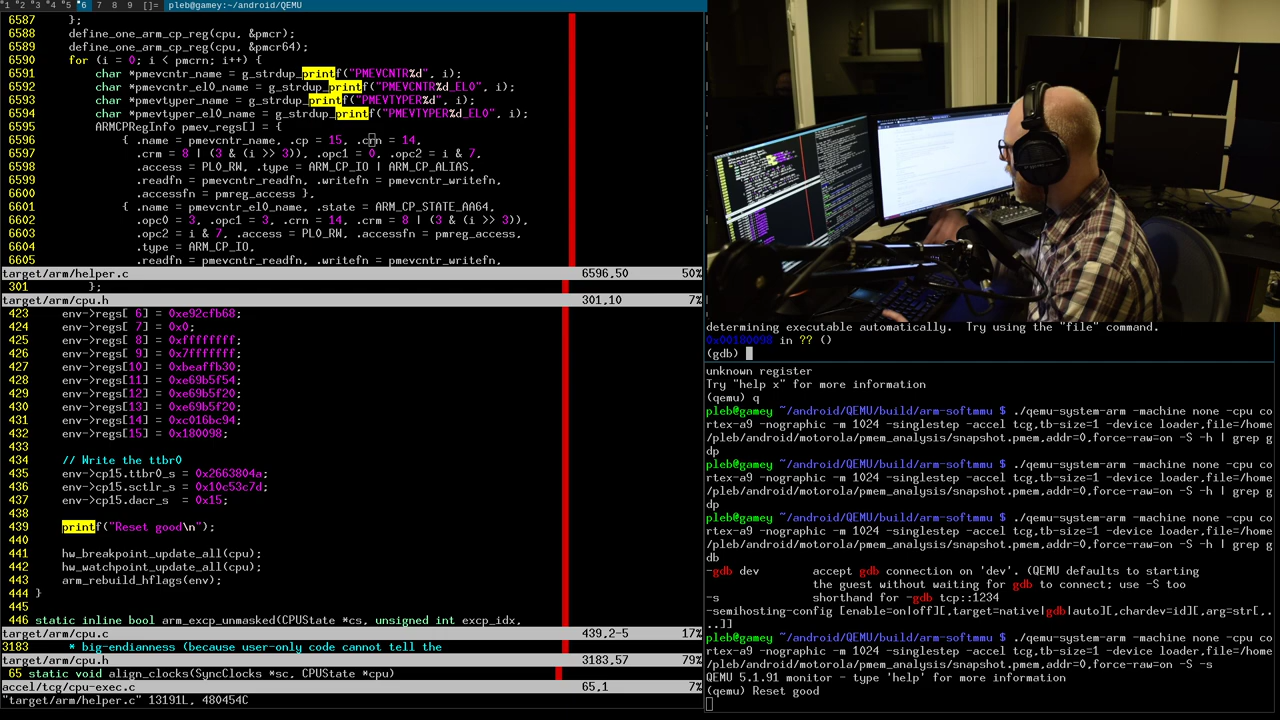 °1 °2 °3 °4 °5 °6 7 8 9 []= pleb@gamey:~/android/QEMU
6587     };
6588     define_one_arm_cp_reg(cpu, &pmcr);
6589     define_one_arm_cp_reg(cpu, &pmcr64);
6590     for (i = 0; i < pmcrn; i++) {
6591         char *pmevcntr_name = g_strdup_printf("PMEVCNTR%d", i);
6592         char *pmevcntr_el0_name = g_strdup_printf("PMEVCNTR%d_EL0", i);
6593         char *pmevtyper_name = g_strdup_printf("PMEVTYPER%d", i);
6594         char *pmevtyper_el0_name = g_strdup_printf("PMEVTYPER%d_EL0", i);
6595         ARMCPRegInfo pmev_regs[] = {
6596             { .name = pmevcntr_name, .cp = 15, .crn = 14,
6597               .crm = 8 | (3 & (i >> 3)), .opc1 = 0, .opc2 = i & 7,
6598               .access = PL0_RW, .type = ARM_CP_IO | ARM_CP_ALIAS,
6599               .readfn = pmevcntr_readfn, .writefn = pmevcntr_writefn,
6600               .accessfn = pmreg_access },
6601             { .name = pmevcntr_el0_name, .state = ARM_CP_STATE_AA64,
6602               .opc0 = 3, .opc1 = 3, .crn = 14, .crm = 8 | (3 & (i >> 3)),
6603               .opc2 = i & 7, .access = PL0_RW, .accessfn = pmreg_access,
6604               .type = ARM_CP_IO,
6605               .readfn = pmevcntr_readfn, .writefn = pmevcntr_writefn,
target/arm/helper.c 6596,50 50%
301         };
target/arm/cpu.h 301,10 7%
423     env->regs[ 6] = 0xe92cfb68;
424     env->regs[ 7] = 0x0;
425     env->regs[ 8] = 0xffffffff;
426     env->regs[ 9] = 0x7fffffff;
427     env->regs[10] = 0xbeaffb30;
428     env->regs[11] = 0xe69b5f54;
429     env->regs[12] = 0xe69b5f20;
430     env->regs[13] = 0xe69b5f20;
431     env->regs[14] = 0xc016bc94;
432     env->regs[15] = 0x180098;
433
434     // Write the ttbr0
435     env->cp15.ttbr0_s = 0x2663804a;
436     env->cp15.sctlr_s = 0x10c53c7d;
437     env->cp15.dacr_s  = 0x15;
438
439     printf("Reset good\n");
440
441     hw_breakpoint_update_all(cpu);
442     hw_watchpoint_update_all(cpu);
443     arm_rebuild_hflags(env);
444 }
445
446 static inline bool arm_excp_unmasked(CPUState *cs, unsigned int excp_idx,
target/arm/cpu.c 439,2-5 17%
3183      * big-endianness (because user-only code cannot tell the
target/arm/cpu.h 3183,57 79%
65 static void align_clocks(SyncClocks *sc, CPUState *cpu)
accel/tcg/cpu-exec.c 65,1 7%
"target/arm/helper.c" 13191L, 480454C
determining executable automatically.  Try using the "file" command.
0x00180098 in ?? ()
(gdb)
unknown register
Try "help x" for more information
(qemu) q
pleb@gamey ~/android/QEMU/build/arm-softmmu $ ./qemu-system-arm -machine none -cpu co
rtex-a9 -nographic -m 1024 -singlestep -accel tcg,tb-size=1 -device loader,file=/home
/pleb/android/motorola/pmem_analysis/snapshot.pmem,addr=0,force-raw=on -S -h | grep g
dp
pleb@gamey ~/android/QEMU/build/arm-softmmu $ ./qemu-system-arm -machine none -cpu co
rtex-a9 -nographic -m 1024 -singlestep -accel tcg,tb-size=1 -device loader,file=/home
/pleb/android/motorola/pmem_analysis/snapshot.pmem,addr=0,force-raw=on -S -h | grep g
dp
pleb@gamey ~/android/QEMU/build/arm-softmmu $ ./qemu-system-arm -machine none -cpu co
rtex-a9 -nographic -m 1024 -singlestep -accel tcg,tb-size=1 -device loader,file=/home
/pleb/android/motorola/pmem_analysis/snapshot.pmem,addr=0,force-raw=on -S -h | grep g
db
-gdb dev        accept gdb connection on 'dev'. (QEMU defaults to starting
                the guest without waiting for gdb to connect; use -S too
-s              shorthand for -gdb tcp::1234
-semihosting-config [enable=on|off][,target=native|gdb|auto][,chardev=id][,arg=str[,.
..]]
pleb@gamey ~/android/QEMU/build/arm-softmmu $ ./qemu-system-arm -machine none -cpu co
rtex-a9 -nographic -m 1024 -singlestep -accel tcg,tb-size=1 -device loader,file=/home
/pleb/android/motorola/pmem_analysis/snapshot.pmem,addr=0,force-raw=on -S -s
QEMU 5.1.91 monitor - type 'help' for more information
(qemu) Reset good